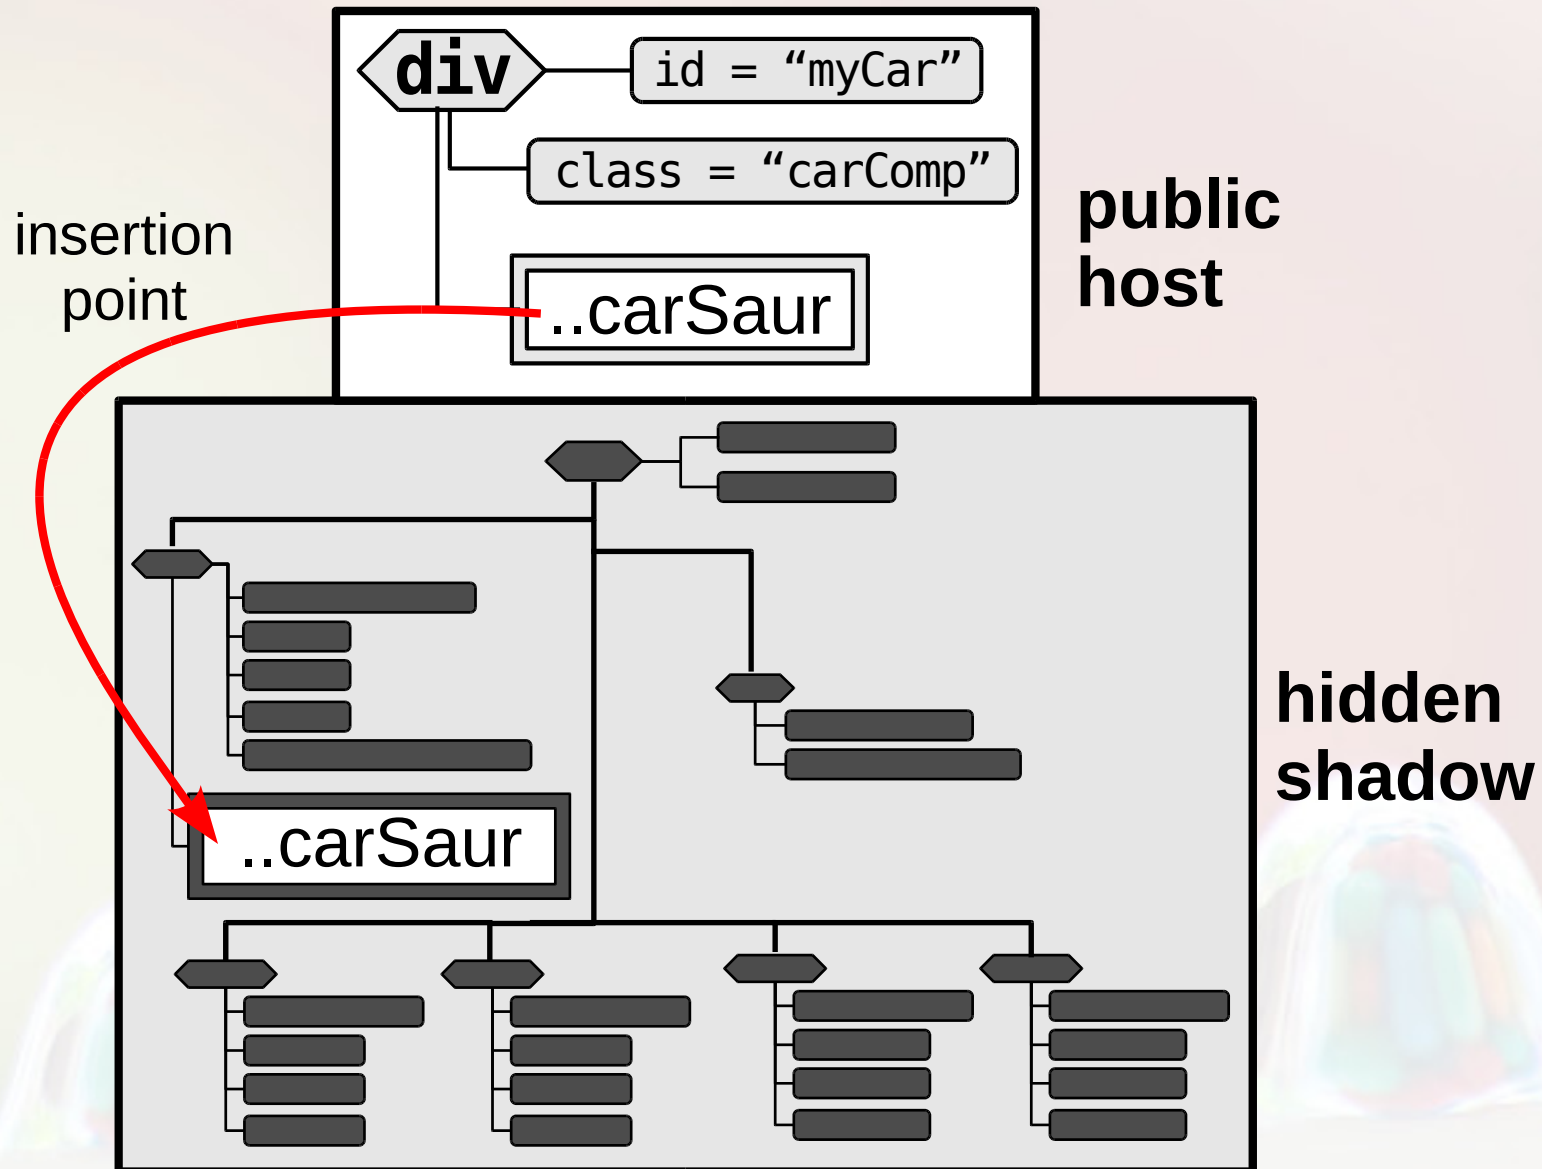 div
id = “myCar”
class = “carComp”
public
host
insertion
point
..carSaur
hidden
shadow
..carSaur